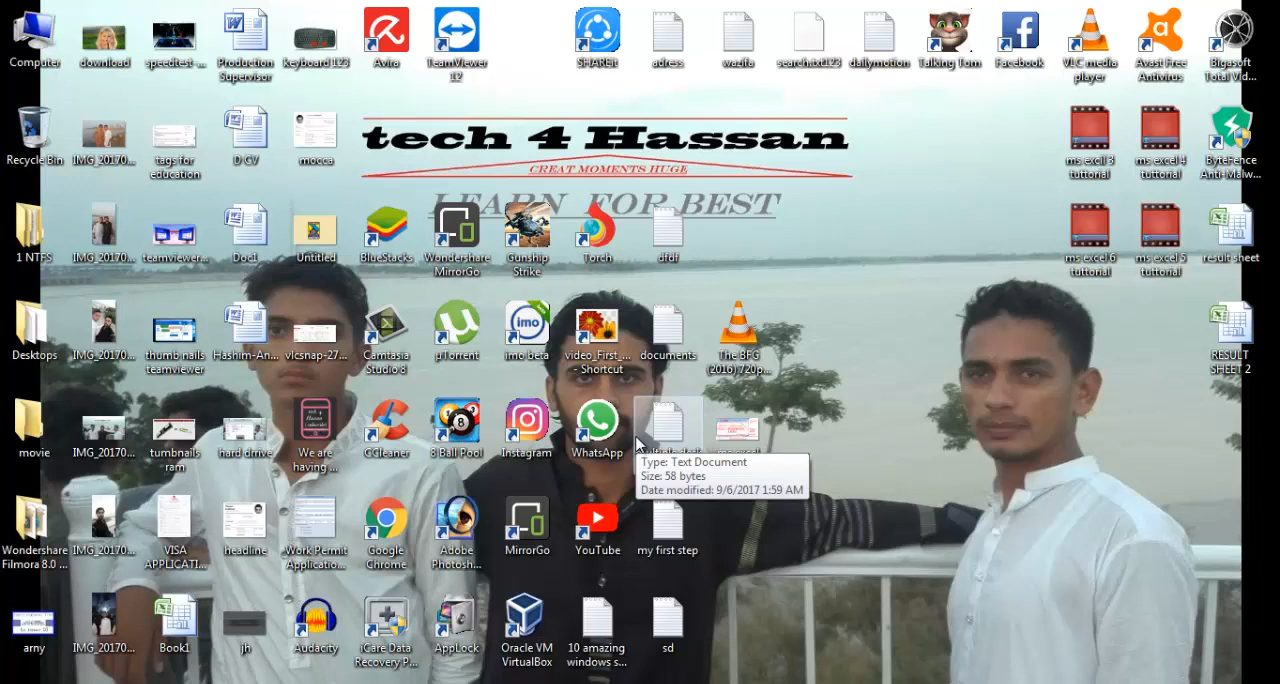 Computer
download
speedtest-...
Production Supervisor
keyboard 123
Avira
TeamViewer 12
SHAREit
adress
wazifa
search.txt123
dailymotion
Talking Tom
Facebook
VLC media player
Avast Free Antivirus
Bigasoft Total Vid...
tech 4 Hassan
CREAT MOMENTS HUGE
LEARN FOR BEST
Recycle Bin
IMG_20170...
tags for education
D CV
mocca
ms excil 3 tuttorial
ms excel 4 tuttorial
ByteFence Anti-Malw...
1 NTFS
IMG_20170...
teamviewer...
Doc1
Untitled
BlueStacks
Wondershare MirrorGo
Gunship Strike
Torch
dfdf
ms excel 6 tuttorial
ms excel 5 tuttorial
result sheet
Desktops
IMG_20170...
thumb nails teamviewer
Hashim-An...
vlcsnap-27...
Camtasia Studio 8
µTorrent
imo beta
video_First_... - Shortcut
documents
The BFG (2016) 720p...
RESULT SHEET 2
movie
IMG_20170...
tumbnails ram
hard drrive
We are having ...
CCleaner
8 Ball Pool
Instagram
WhatsApp
Type: Text Document
Size: 58 bytes
Date modified: 9/6/2017 1:59 AM
Wondershare Filmora 8.0 ...
IMG_20170...
VISA APPLICATI...
headline
Work Permit Applicatio...
Google Chrome
Adobe Photosh...
MirrorGo
YouTube
my first step
arny
IMG_20170...
Book1
jh
Audacity
iCare Data Recovery P...
AppLock
Oracle VM VirtualBox
10 amazing windows s...
sd